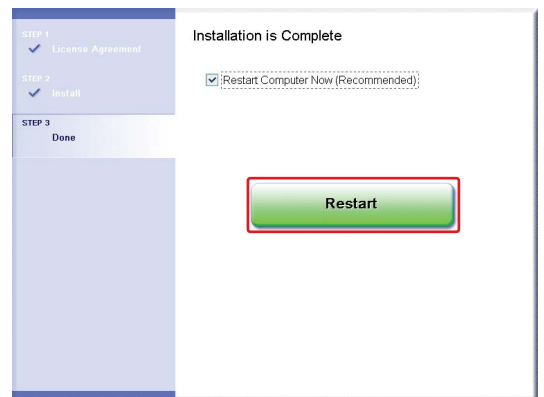 STEP 1
License Agreement
STEP 2
Install
STEP 3
Done
Installation is Complete
Restart Computer Now (Recommended)
Restart